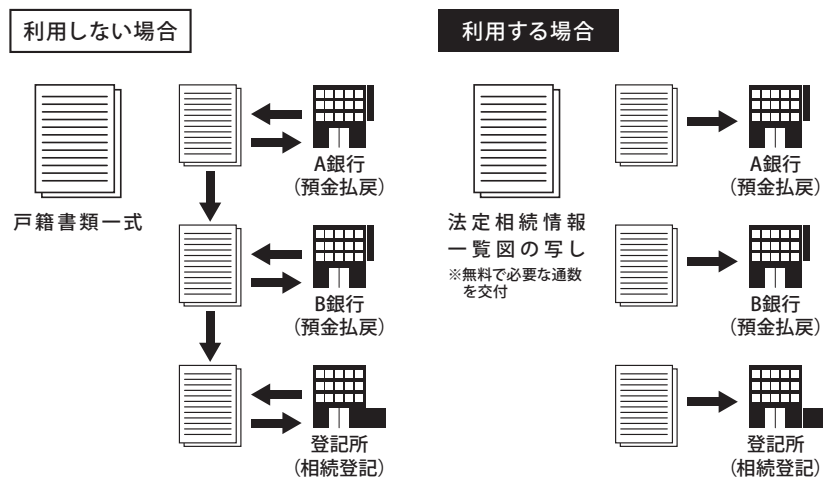 利用しない場合
戸籍書類一式
A銀行
(預金払戻)
B銀行
(預金払戻)
登記所
(相続登記)
利用する場合
法定相続情報
一覧図の写し
※無料で必要な通数
を交付
A銀行
(預金払戻)
B銀行
(預金払戻)
登記所
(相続登記)